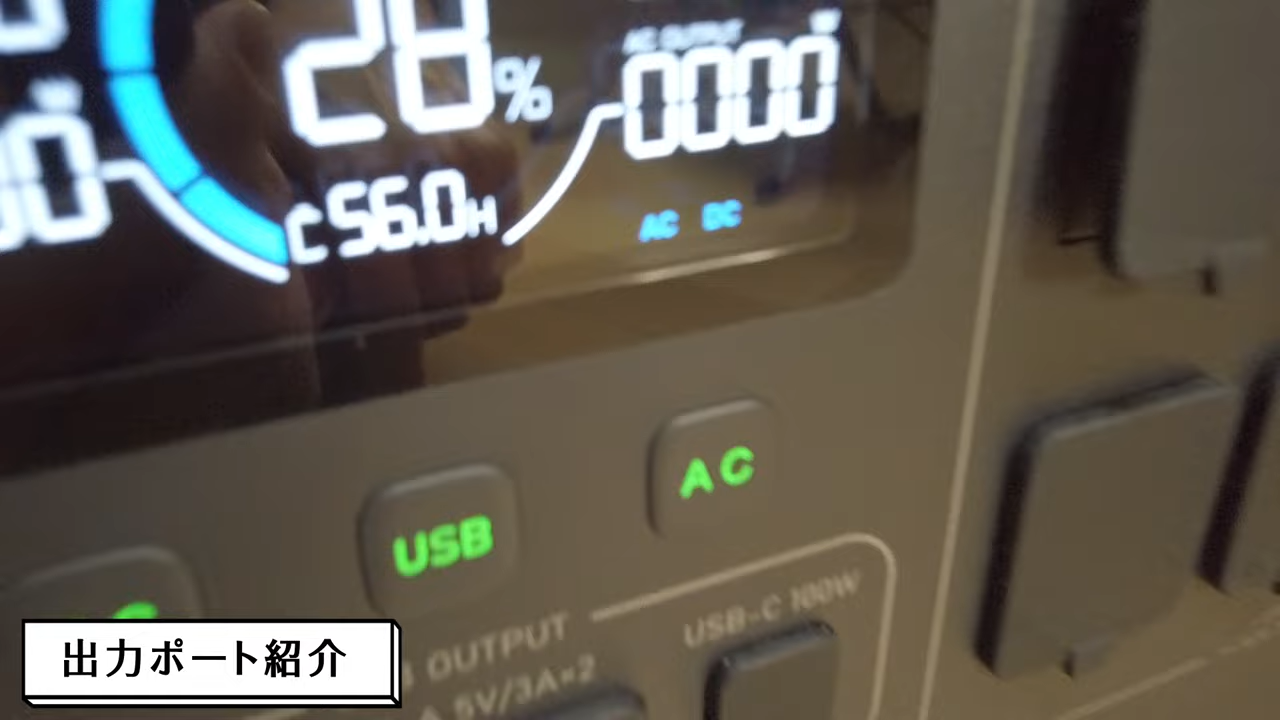 28%
AC OUTPUT
W
0000
W
C 56.0H
AC DC
AC
USB
USB-C 100W
OUTPUT
5V/3A×2
出力ポート紹介